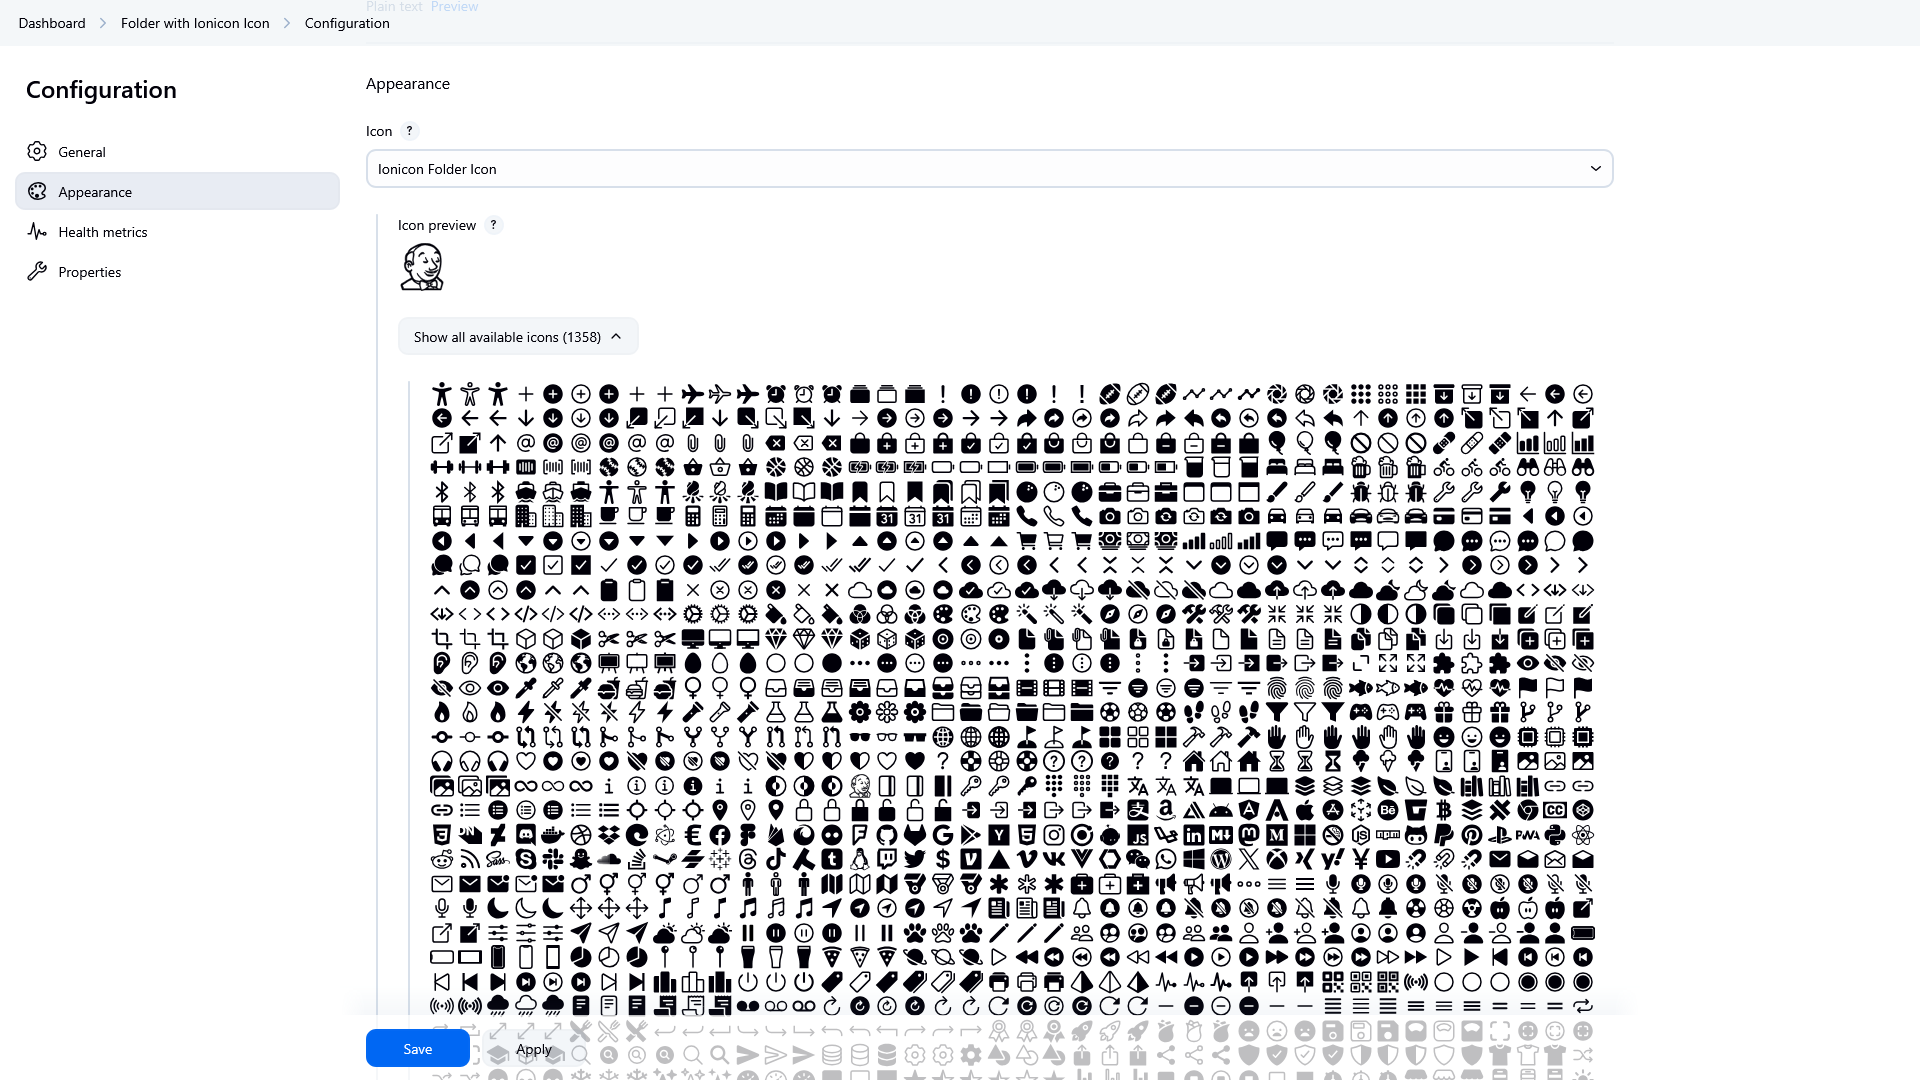 Plain text Preview
Dashboard Folder with Ionicon Icon Configuration
Configuration
General
Appearance
Health metrics
Properties
Appearance
Icon ?
Ionicon Folder Icon
Icon preview ?
Show all available icons (1358)
Save
Apply